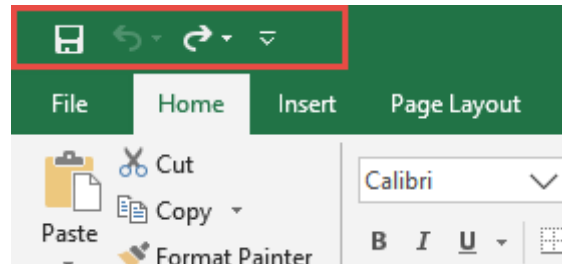 File Home Insert Page Layout
Cut
Calibri
Copy
Paste
B I U
Format Painter